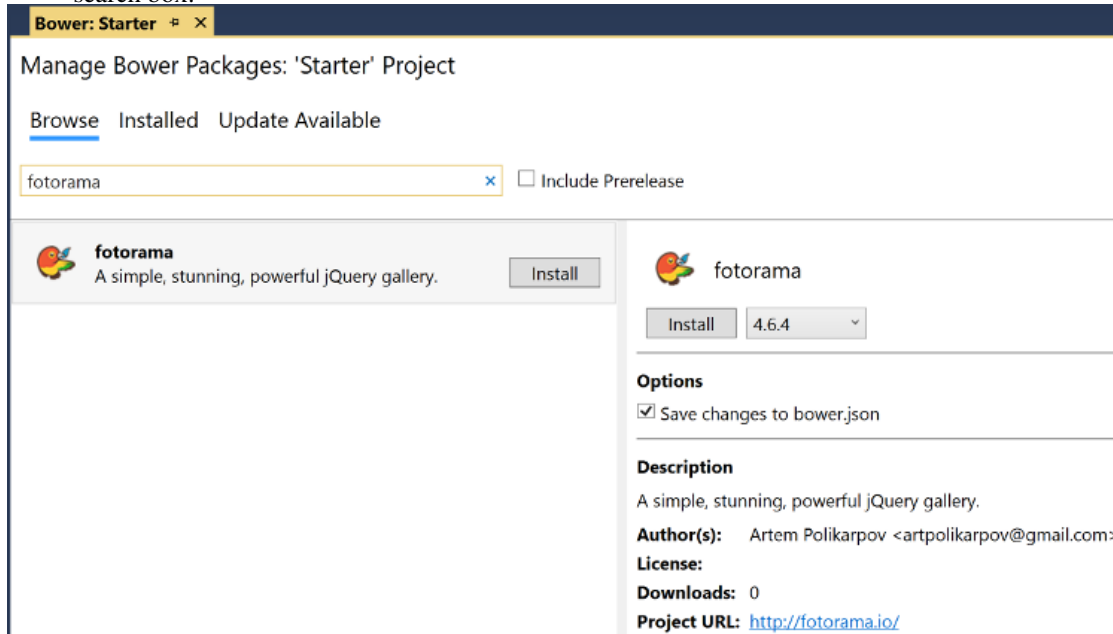 search box.
Bower: Starter
Manage Bower Packages: 'Starter' Project
Browse Installed Update Available
fotorama
Include Prerelease
fotorama
A simple, stunning, powerful jQuery gallery.
Install
fotorama
Install 4.6.4
Options
Save changes to bower.json
Description
A simple, stunning, powerful jQuery gallery.
Author(s): Artem Polikarpov <artpolikarpov@gmail.com>
License:
Downloads: 0
Project URL: http://fotorama.io/